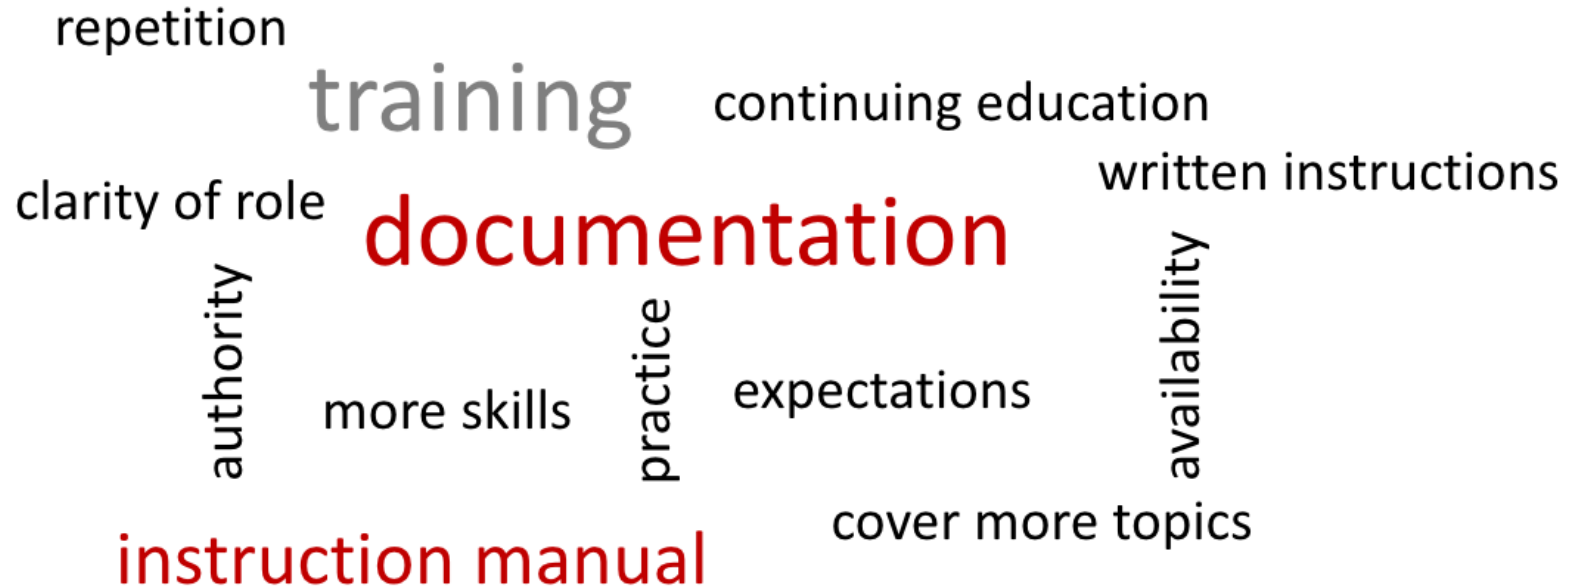 repetition
training
continuing education
written instructions
clarity of role
documentation
authority
practice
availability
more skills
expectations
cover more topics
instruction manual